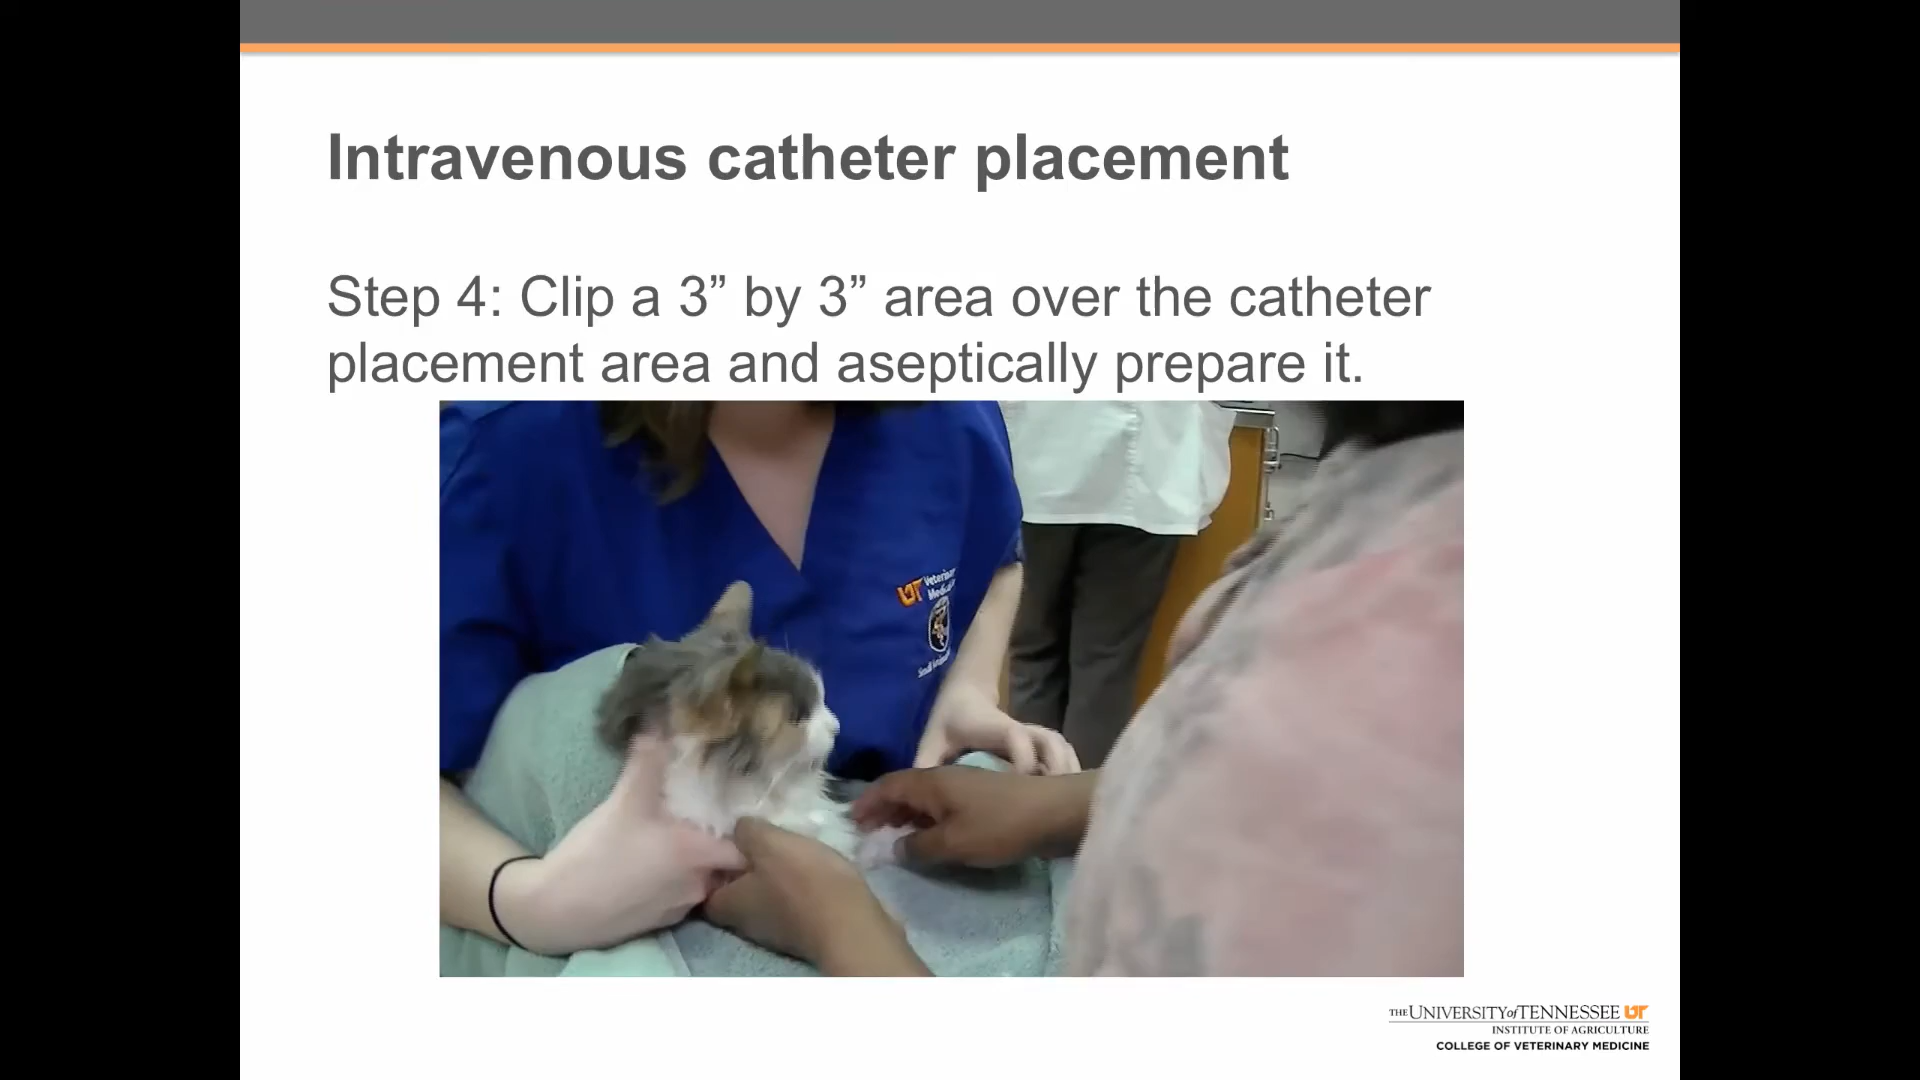 Intravenous catheter placement
Step 4: Clip a 3” by 3” area over the catheter
placement area and aseptically prepare it.
UT
THE UNIVERSITY of TENNESSEE UT
INSTITUTE OF AGRICULTURE
COLLEGE OF VETERINARY MEDICINE